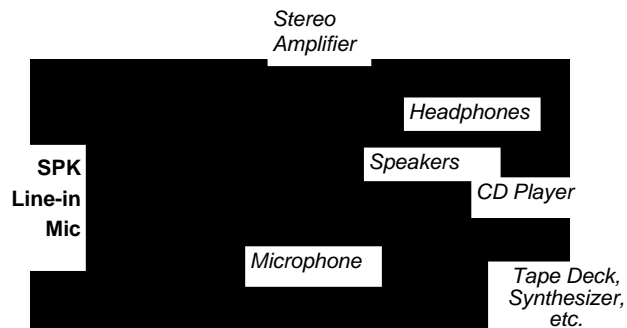 Stereo
Amplifier
Headphones
Speakers
SPK
CD Player
Line-in
Mic
Microphone
Tape Deck,
Synthesizer,
etc.